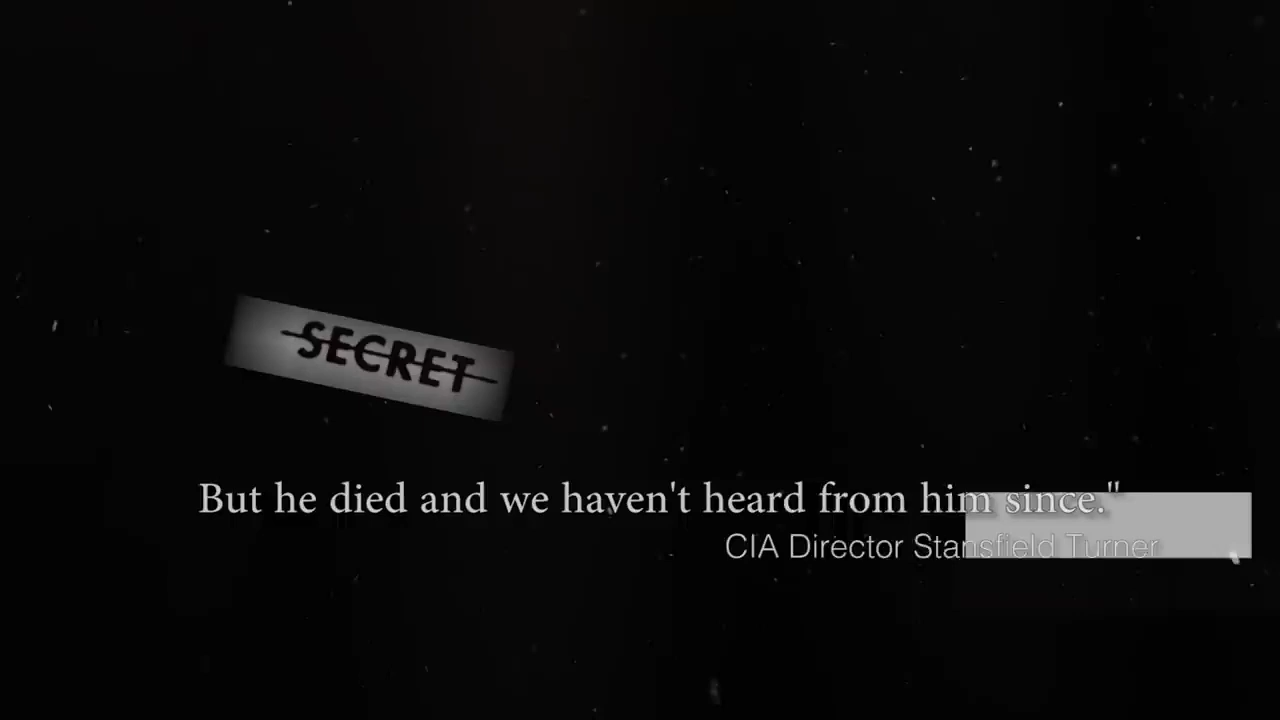 SECRET
But he died and we haven't heard from him since."
CIA Director Stansfield Turner